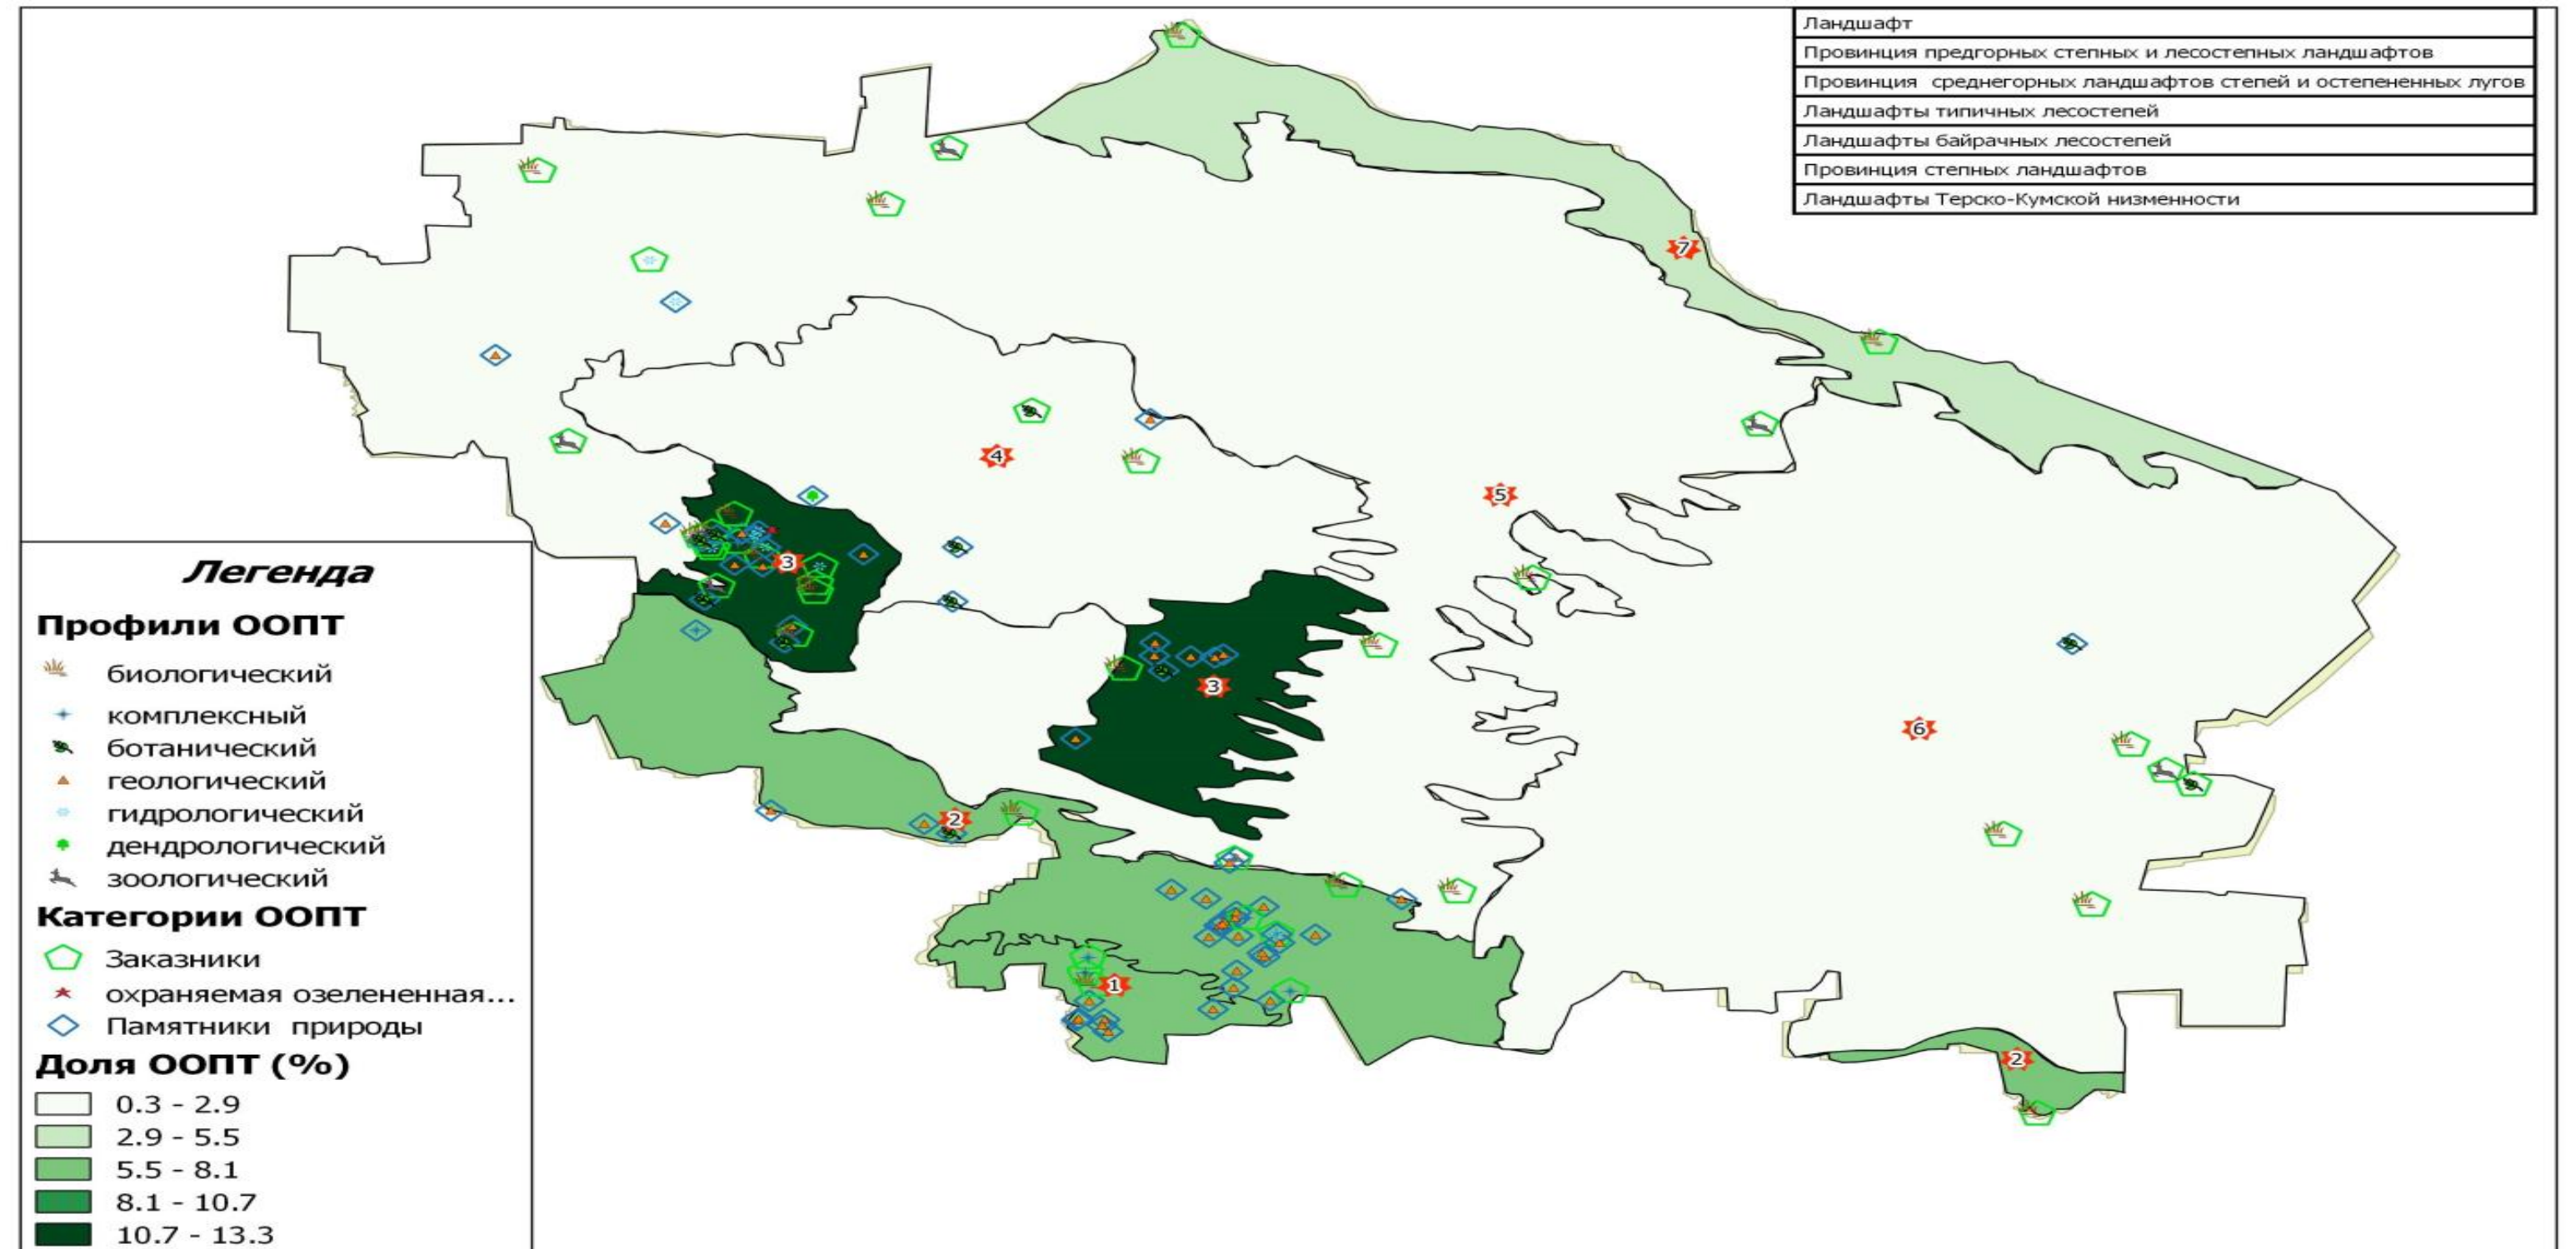 Ландшафт
Провинция предгорных степных и лесостепных ландшафтов
Провинция среднегорных ландшафтов степей и остепененных лугов
Ландшафты типичных лесостепей
Ландшафты байрачных лесостепей
Провинция степных ландшафтов
Ландшафты Терско-Кумской низменности
7
4
5
3
3
6
2
1
2
Легенда
Профили ООПТ
биологический
комплексный
ботанический
геологический
гидрологический
дендрологический
зоологический
Категории ООПТ
Заказники
охраняемая озелененная...
Памятники природы
Доля ООПТ (%)
0.3 - 2.9
2.9 - 5.5
5.5 - 8.1
8.1 - 10.7
10.7 - 13.3